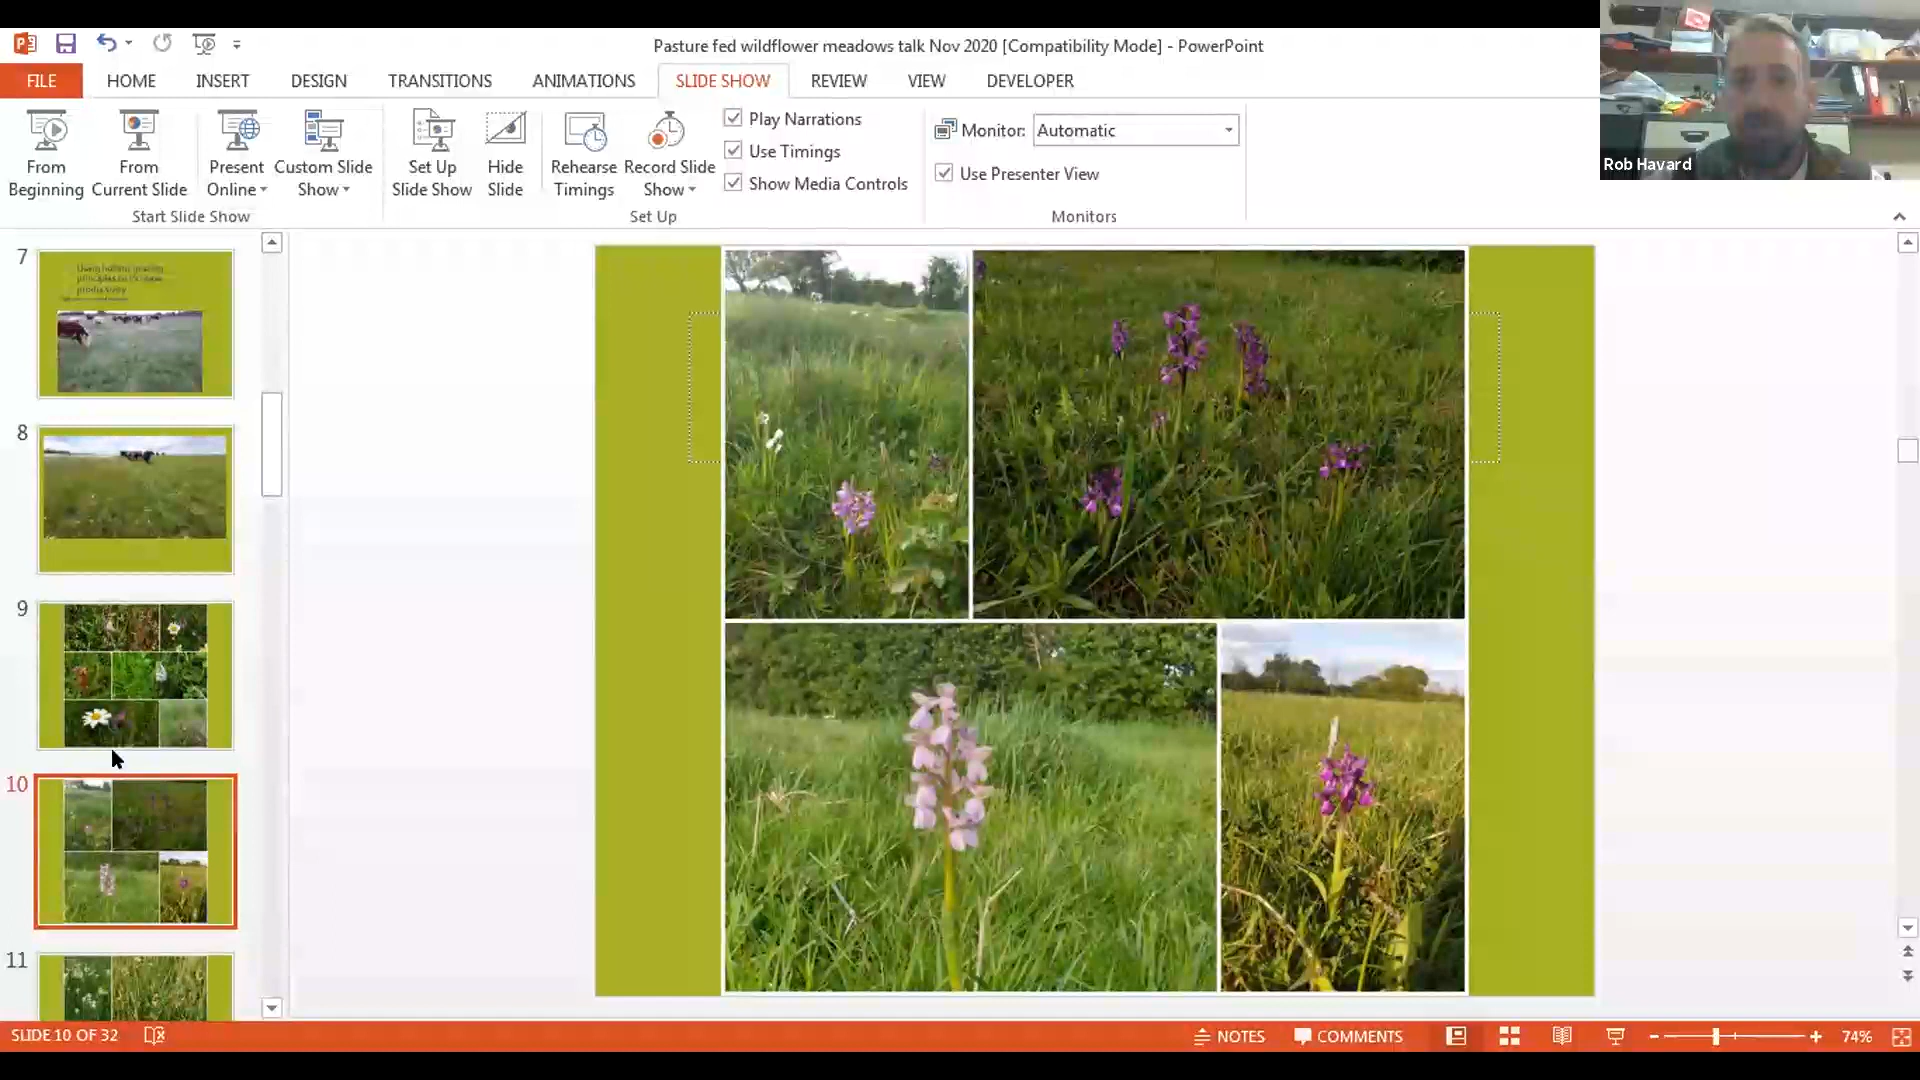 Pasture fed wildflower meadows talk Nov 2020 [Compatibility Mode] - PowerPoint
FILE HOME INSERT DESIGN TRANSITIONS ANIMATIONS SLIDE SHOW REVIEW VIEW DEVELOPER
From Beginning
From Current Slide
Present Online
Custom Slide Show
Start Slide Show
Set Up Slide Show
Hide Slide
Rehearse Timings
Record Slide Show
Play Narrations
Use Timings
Show Media Controls
Set Up
Monitor: Automatic
Use Presenter View
Monitors
Rob Havard
7
8
9
10
11
SLIDE 10 OF 32
NOTES
COMMENTS
74%